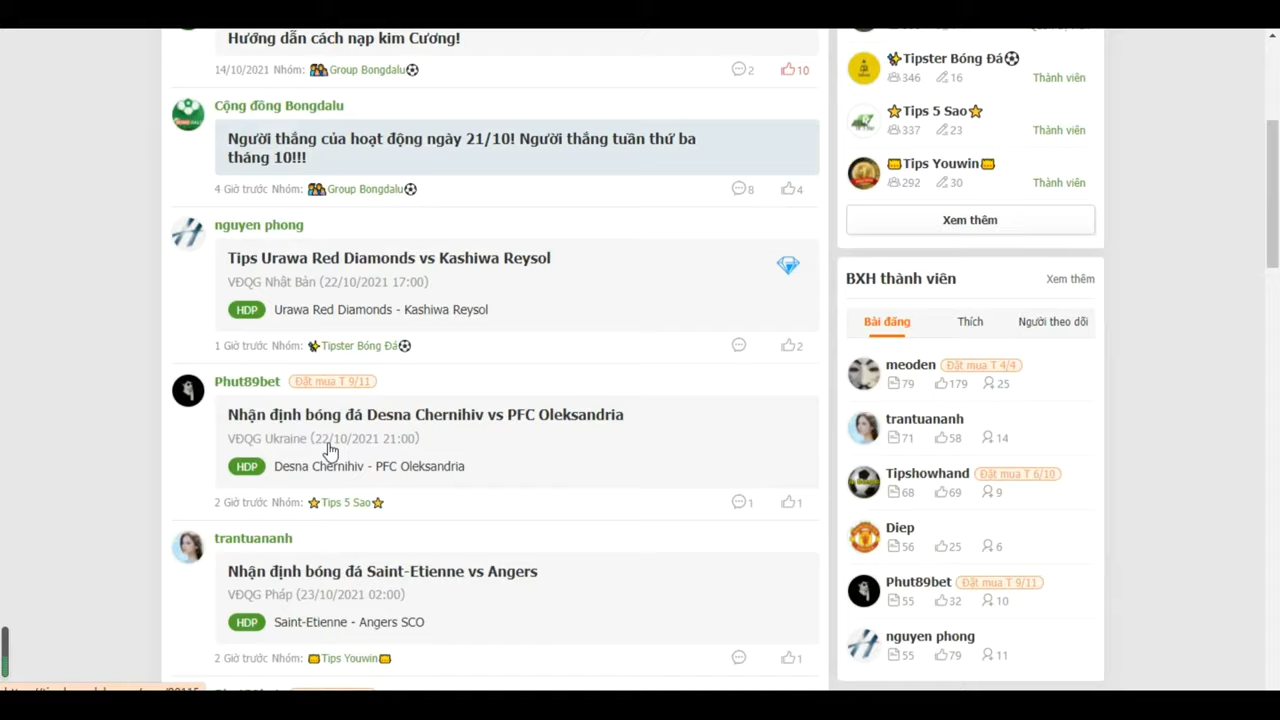 Hướng dẫn cách nạp kim Cương!
14/10/2021 Nhóm: Group Bongdalu
2
10
Cộng đồng Bongdalu
Người thắng của hoạt động ngày 21/10! Người thắng tuần thứ ba
tháng 10!!!
4 Giờ trước Nhóm: Group Bongdalu
8
4
nguyen phong
Tips Urawa Red Diamonds vs Kashiwa Reysol
VĐQG Nhật Bản (22/10/2021 17:00)
HDP Urawa Red Diamonds - Kashiwa Reysol
1 Giờ trước Nhóm: Tipster Bóng Đá
2
Phut89bet Đặt mua T 9/11
Nhận định bóng đá Desna Chernihiv vs PFC Oleksandria
VĐQG Ukraine (22/10/2021 21:00)
HDP Desna Chernihiv - PFC Oleksandria
2 Giờ trước Nhóm: Tips 5 Sao
1
1
trantuananh
Nhận định bóng đá Saint-Etienne vs Angers
VĐQG Pháp (23/10/2021 02:00)
HDP Saint-Etienne - Angers SCO
2 Giờ trước Nhóm: Tips Youwin
1
Tipster Bóng Đá
346 16
Thành viên
Tips 5 Sao
337 23
Thành viên
Tips Youwin
292 30
Thành viên
Xem thêm
BXH thành viên Xem thêm
Bài đăng Thích Người theo dõi
meoden Đặt mua T 4/4
79 179 25
trantuananh
71 58 14
Tipshowhand Đặt mua T 6/10
68 69 9
Diep
56 25 6
Phut89bet Đặt mua T 9/11
55 32 10
nguyen phong
55 79 11